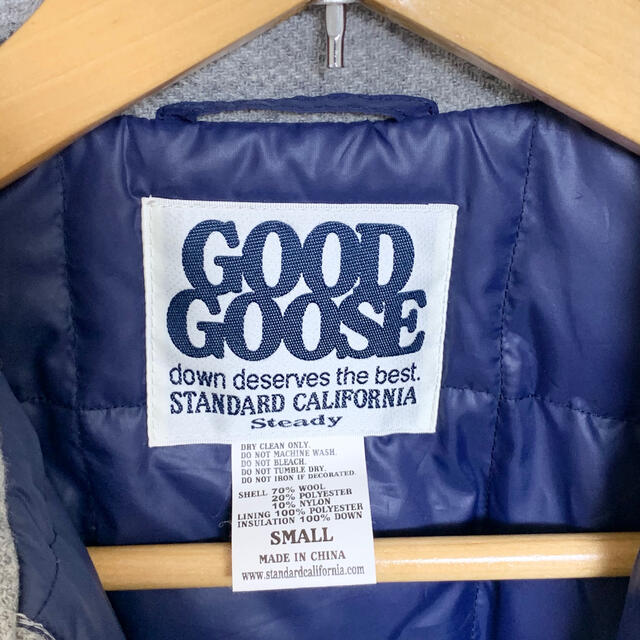 GOOD
GOOSE
down deserves the best.
STANDARD CALIFORNIA
Steady
DRY CLEAN ONLY.
DO NOT MACHINE WASH.
DO NOT BLEACH.
DO NOT TUMBLE DRY.
DO NOT IRON IF DECORATED.
SHELL 70% WOOL
20% POLYESTER
10% NYLON
LINING 100% POLYESTER
INSULATION 100% DOWN
SMALL
MADE IN CHINA
www.standardcalifornia.com